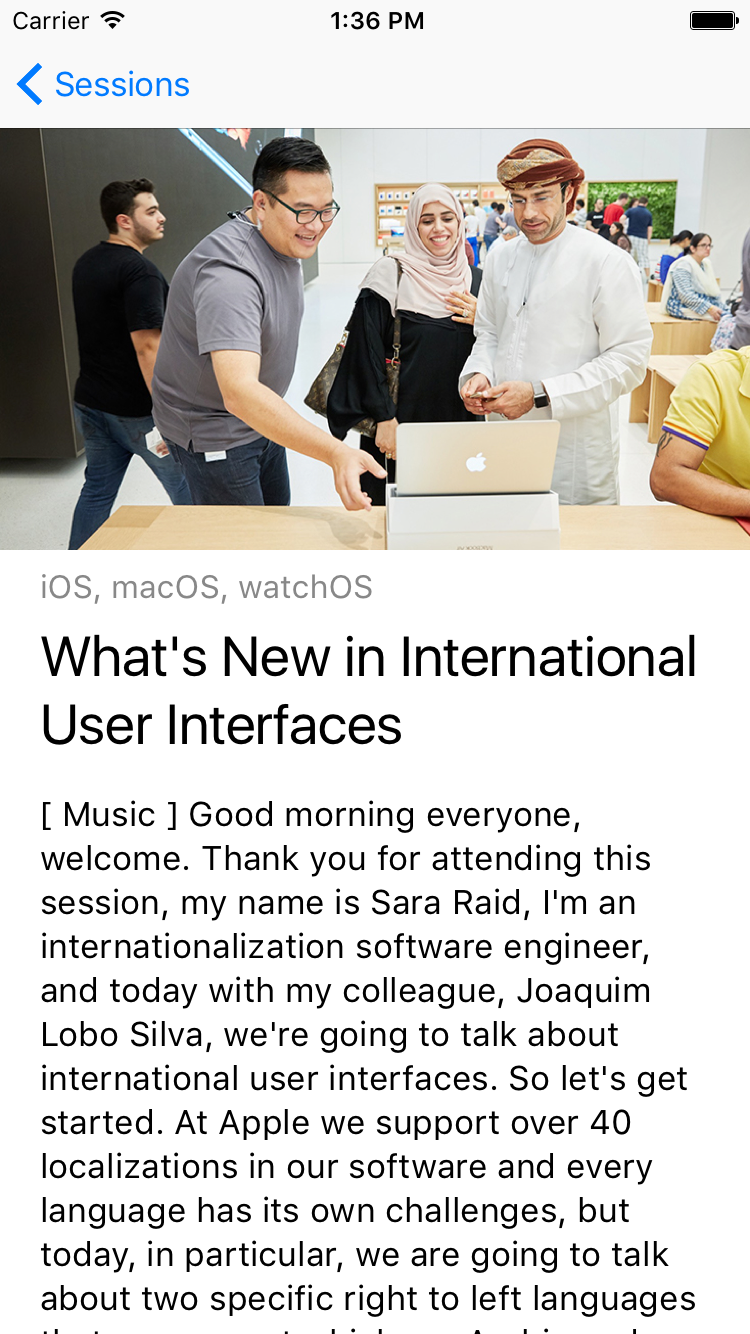 Carrier 1:36 PM
Sessions
iOS, macOS, watchOS
What's New in International
User Interfaces
[ Music ] Good morning everyone,
welcome. Thank you for attending this
session, my name is Sara Raid, I'm an
internationalization software engineer,
and today with my colleague, Joaquim
Lobo Silva, we're going to talk about
international user interfaces. So let's get
started. At Apple we support over 40
localizations in our software and every
language has its own challenges, but
today, in particular, we are going to talk
about two specific right to left languages